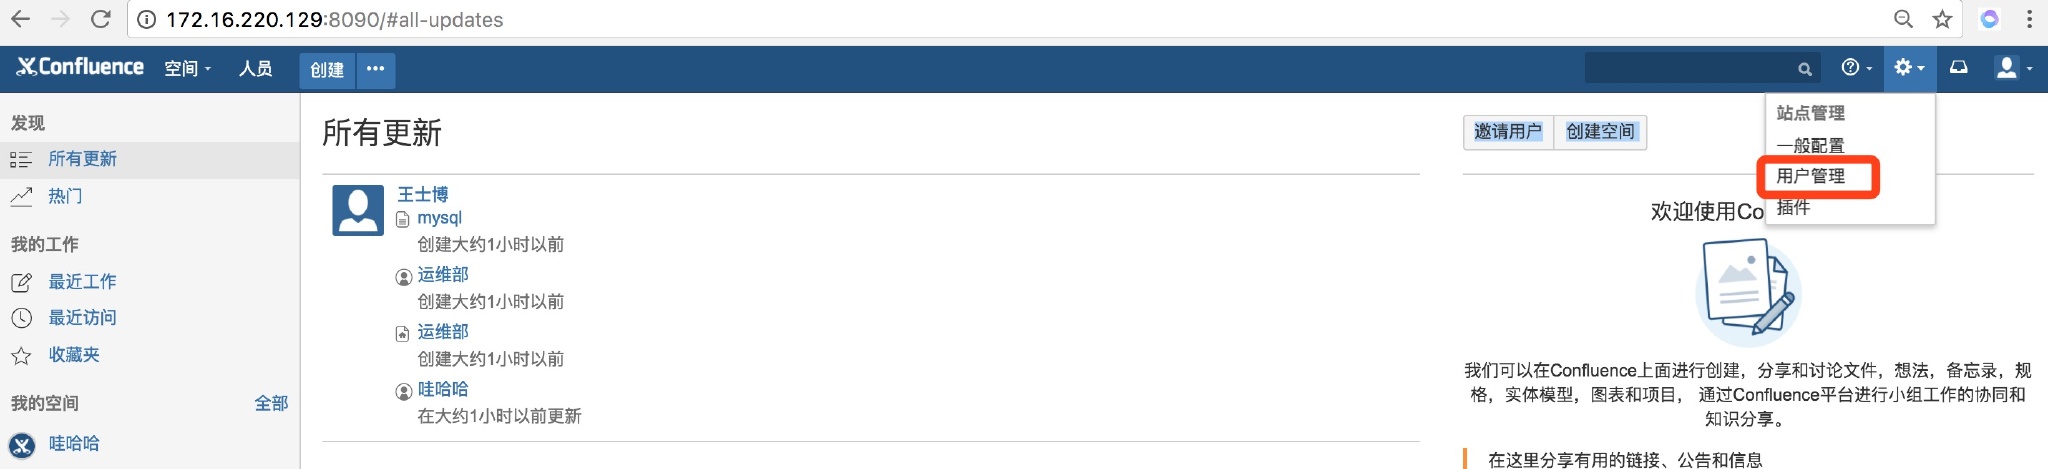 172.16.220.129:8090/#all-updates
Confluence 空间 人员 创建 •••
发现
所有更新
热门
我的工作
最近工作
最近访问
收藏夹
我的空间 全部
哇哈哈
所有更新
王士博
mysql
创建大约1小时以前
运维部
创建大约1小时以前
运维部
创建大约1小时以前
哇哈哈
在大约1小时以前更新
邀请用户 创建空间
站点管理
一般配置
用户管理
插件
欢迎使用Co
我们可以在Confluence上面进行创建，分享和讨论文件，想法，备忘录，规
格，实体模型，图表和项目， 通过Confluence平台进行小组工作的协同和
知识分享。
在这里分享有用的链接、公告和信息